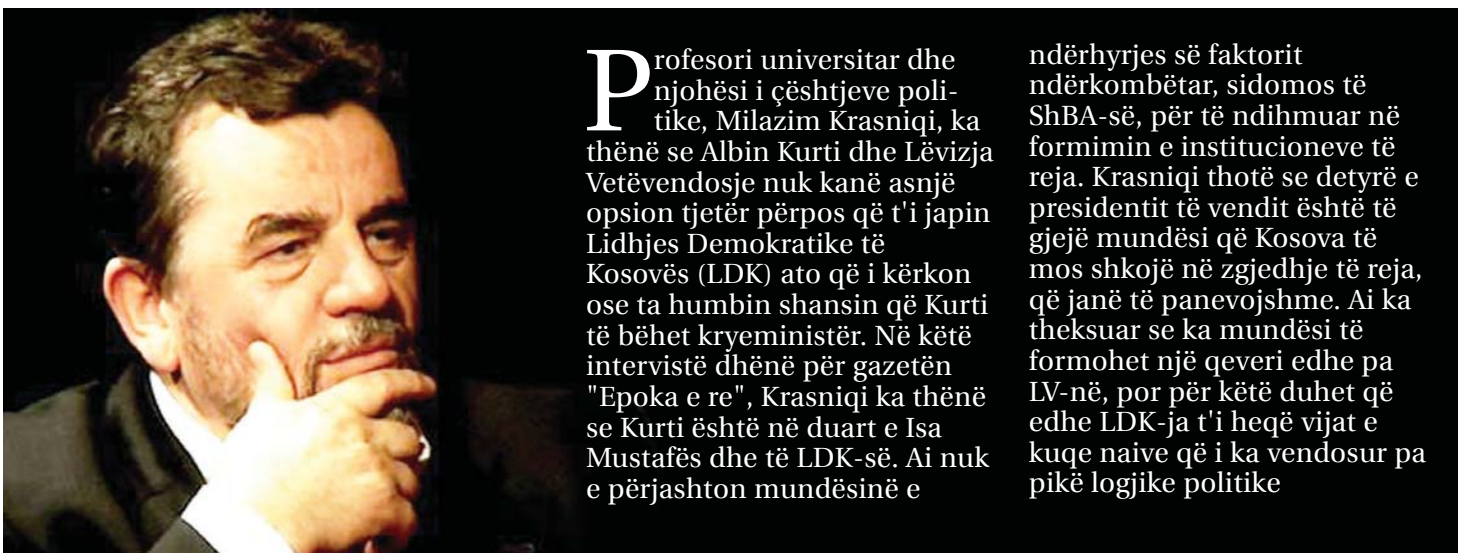 Profesori universitar dhe
njohësi i çështjeve poli-
tike, Milazim Krasniqi, ka
thënë se Albin Kurti dhe Lëvizja
Vetëvendosje nuk kanë asnjë
opsion tjetër përpos që t'i japin
Lidhjes Demokratike të
Kosovës (LDK) ato që i kërkon
ose ta humbin shansin që Kurti
të bëhet kryeministër. Në këtë
intervistë dhënë për gazetën
"Epoka e re", Krasniqi ka thënë
se Kurti është në duart e Isa
Mustafës dhe të LDK-së. Ai nuk
e përjashton mundësinë e
ndërhyrjes së faktorit
ndërkombëtar, sidomos të
ShBA-së, për të ndihmuar në
formimin e institucioneve të
reja. Krasniqi thotë se detyrë e
presidentit të vendit është të
gjejë mundësi që Kosova të
mos shkojë në zgjedhje të reja,
që janë të panevojshme. Ai ka
theksuar se ka mundësi të
formohet një qeveri edhe pa
LV-në, por për këtë duhet që
edhe LDK-ja t'i heqë vijat e
kuqe naive që i ka vendosur pa
pikë logjike politike